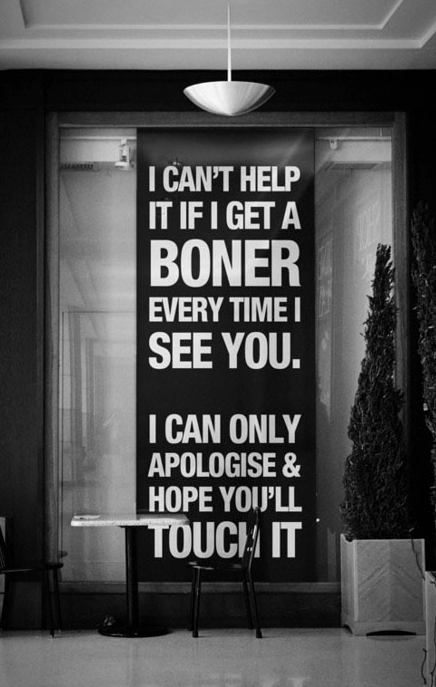 I CAN'T HELP
IT IF I GET A
BONER
EVERY TIME I
SEE YOU.
I CAN ONLY
APOLOGISE &
HOPE YOU'LL
TOUCH IT